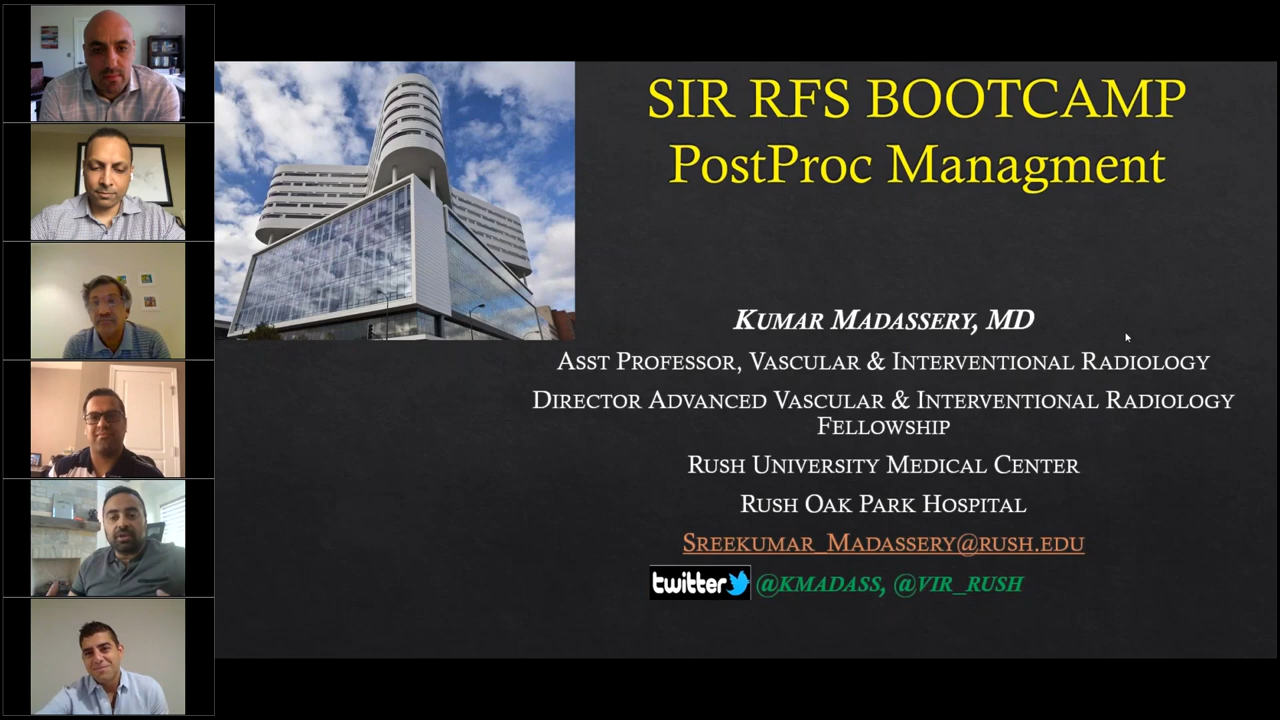 SIR RFS BOOTCAMP
PostProc Managment
KUMAR MADASSERY, MD
ASST PROFESSOR, VASCULAR & INTERVENTIONAL RADIOLOGY
DIRECTOR ADVANCED VASCULAR & INTERVENTIONAL RADIOLOGY
FELLOWSHIP
RUSH UNIVERSITY MEDICAL CENTER
RUSH OAK PARK HOSPITAL
SREEKUMAR_MADASSERY@RUSH.EDU
twitter @KMADASS, @VIR_RUSH